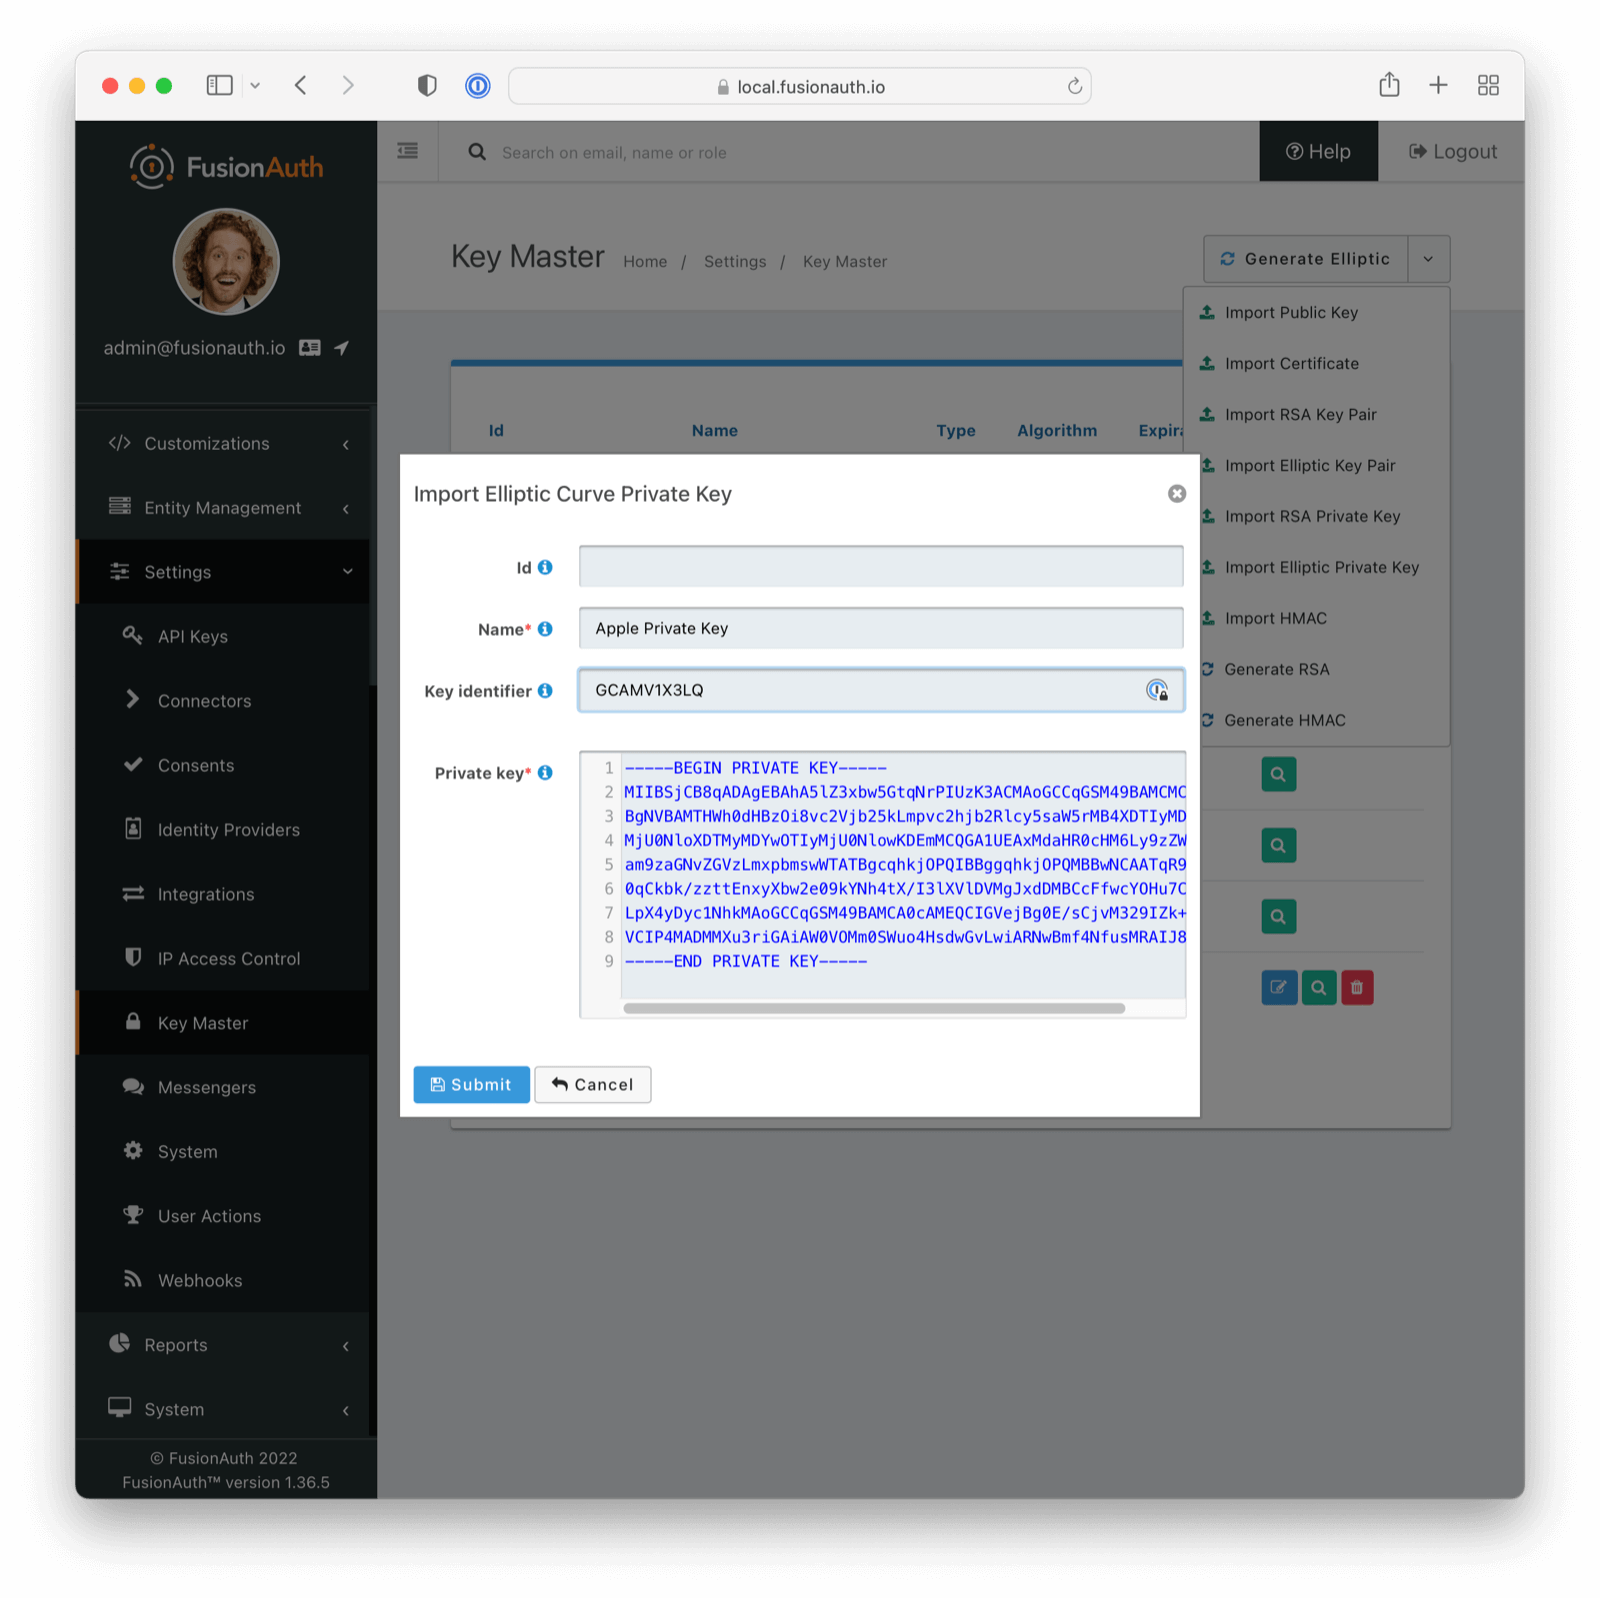 local.fusionauth.io
FusionAuth
admin@fusionauth.io
Customizations
Entity Management
Settings
API Keys
Connectors
Consents
Identity Providers
Integrations
IP Access Control
Key Master
Messengers
System
User Actions
Webhooks
Reports
System
© FusionAuth 2022
FusionAuth™ version 1.36.5
Search on email, name or role
Help
Logout
Key Master
Home / Settings / Key Master
Generate Elliptic
Import Public Key
Import Certificate
Import RSA Key Pair
Import Elliptic Key Pair
Import RSA Private Key
Import Elliptic Private Key
Import HMAC
Generate RSA
Generate HMAC
Id Name Type Algorithm Expira
Import Elliptic Curve Private Key
Id
Name* Apple Private Key
Key identifier GCAMV1X3LQ
Private key*
1 -----BEGIN PRIVATE KEY-----
2 MIIBSjCB8qADAgEBAhA5lZ3xbw5GtqNrPIUzK3ACMAoGCCqGSM49BAMCMC
3 BgNVBAMTHWh0dHBzOi8vc2Vjb25kLmpvc2hjb2Rlcy5saW5rMB4XDTIyMD
4 MjU0NloXDTMyMDYwOTIyMjU0NlowKDEmMCQGA1UEAxMdaHR0cHM6Ly9zZW
5 am9zaGNvZGVzLmxpbmswWTATBgcqhkjOPQIBBggqhkjOPQMBBwNCAATqR9
6 0qCkbk/zzttEnxyXbw2e09kYNh4tX/I3lXVlDVMgJxdDMBCcFfwcYOHu7C
7 LpX4yDyc1NhkMAoGCCqGSM49BAMCA0cAMEQCIGVejBg0E/sCjvM329IZk+
8 VCIP4MADMMXu3riGAiAW0VOMm0SWuo4HsdwGvLwiARNwBmf4NfusMRAIJ8
9 -----END PRIVATE KEY-----
Submit
Cancel